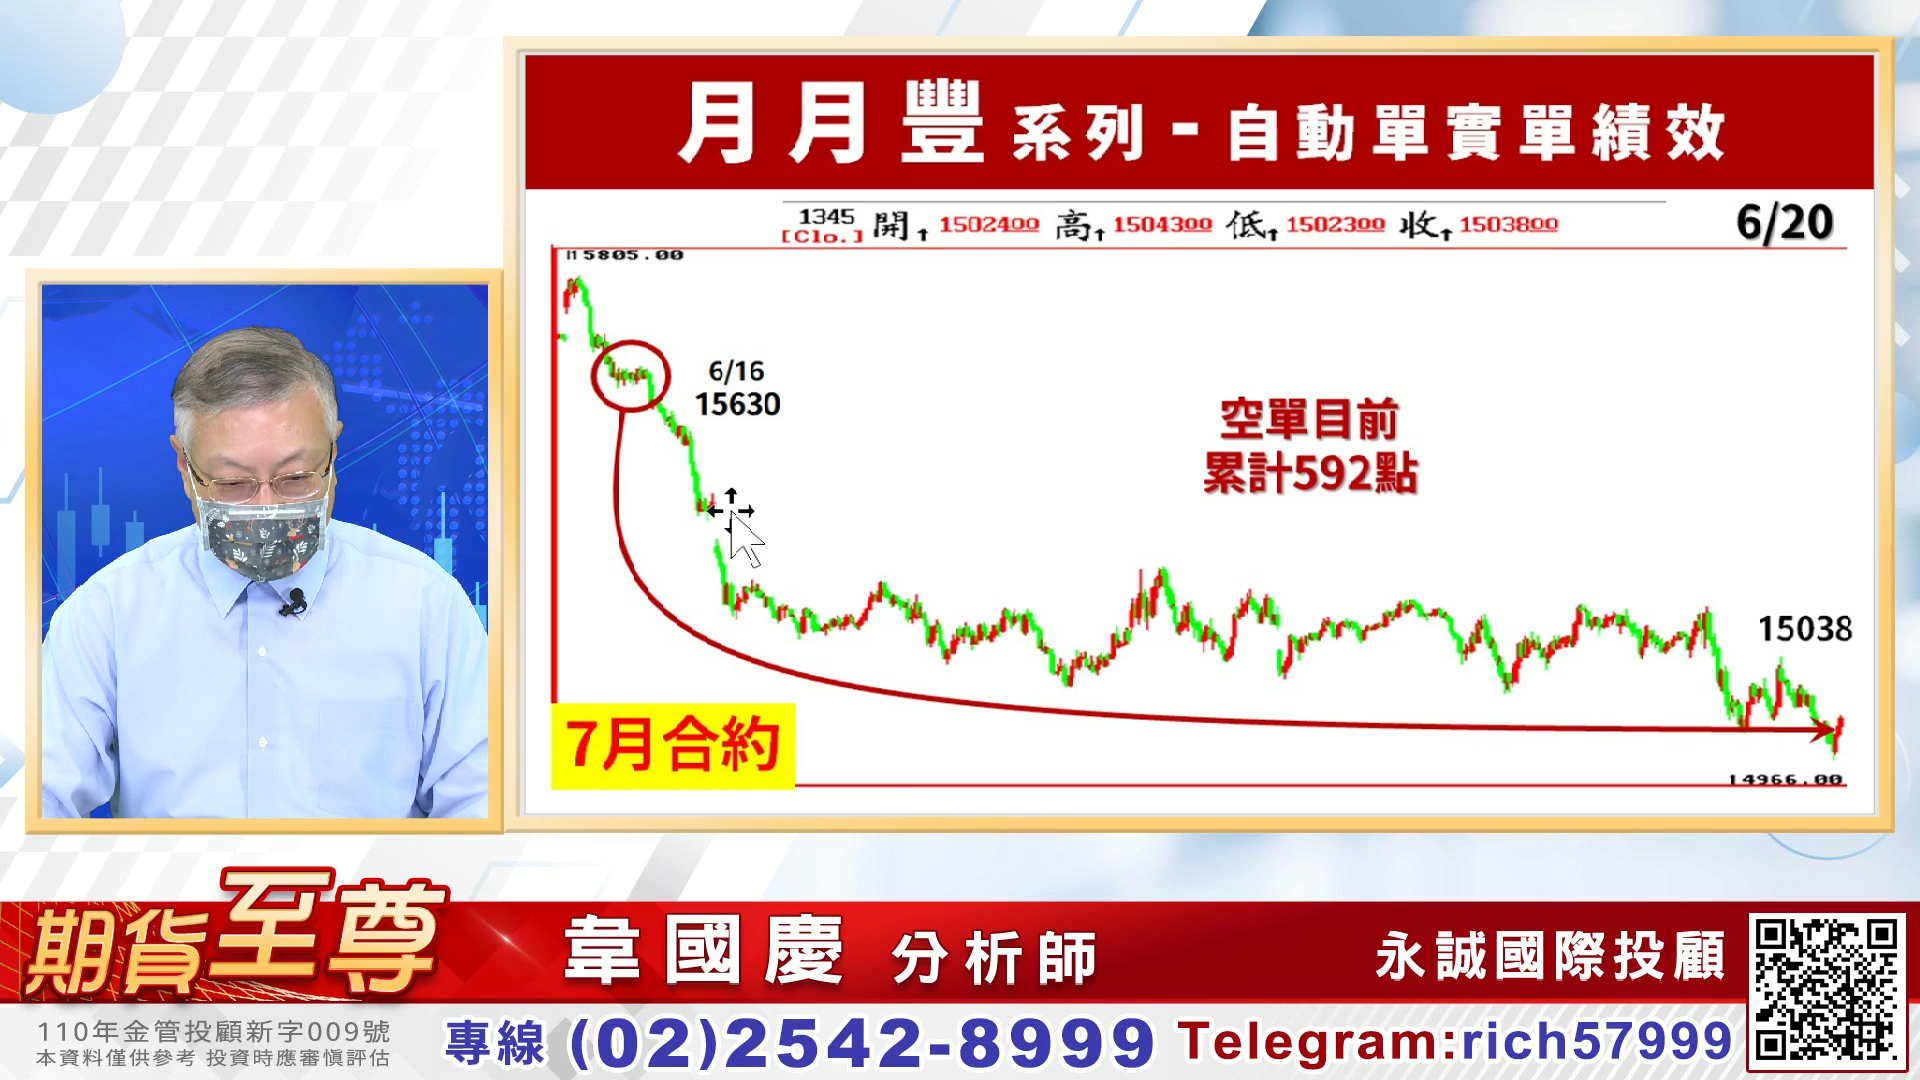 月月豐系列-自動單實單績效
1345 開↑1502400 高↑1504300 低↑1502300 收↑1503800
[Clo.]
6/20
15805.00
6/16
15630
空單目前
累計592點
15038
7月合約
14966.00
期貨至尊
韋國慶 分析師
永誠國際投顧
110年金管投顧新字009號
本資料僅供參考 投資時應審慎評估
專線 (02)2542-8999
Telegram:rich57999